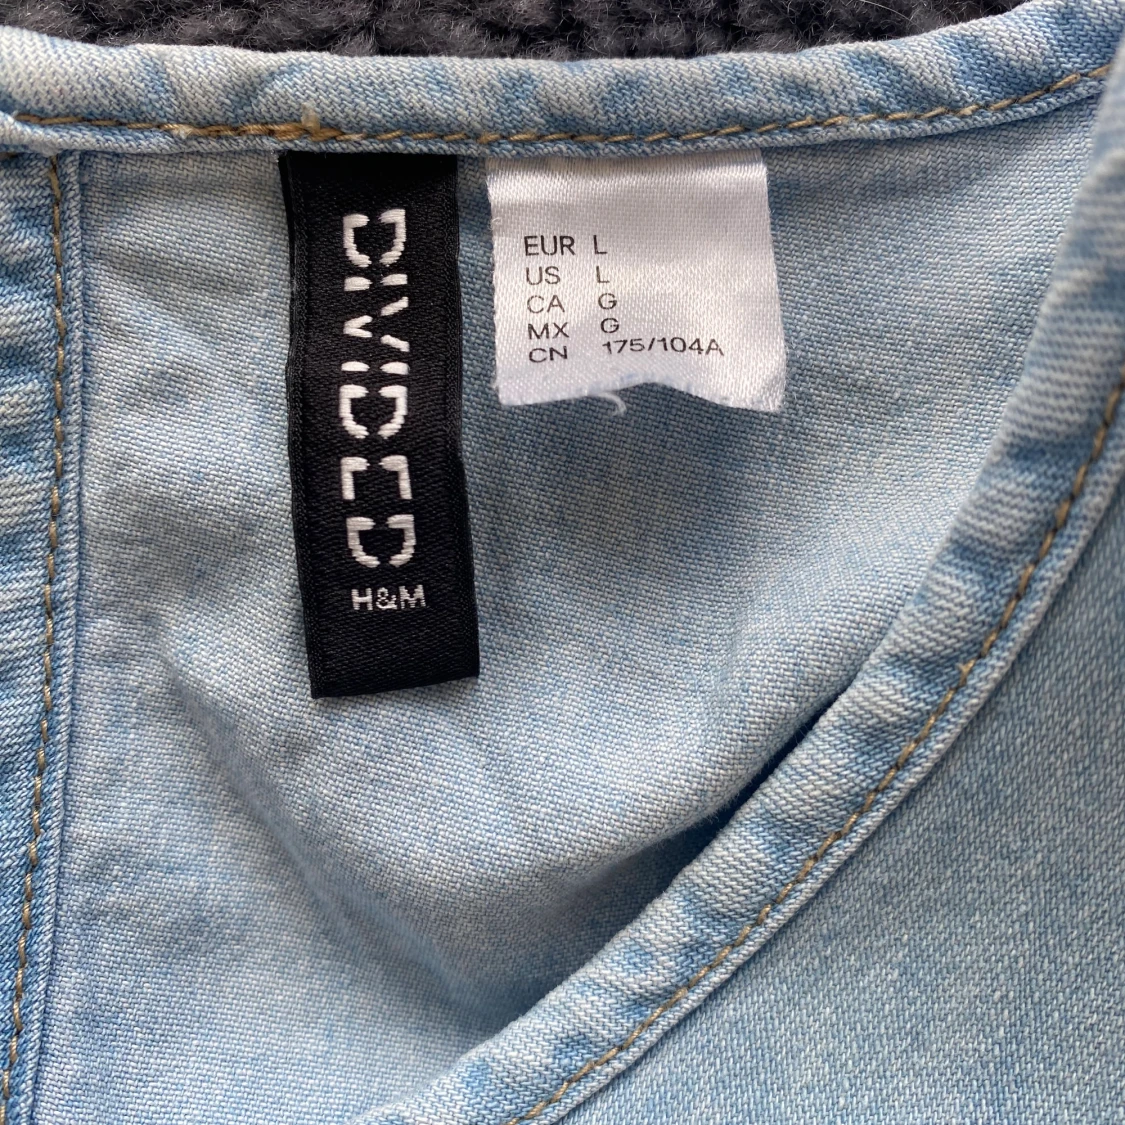 DIVIDED
H&M
EUR L
US L
CA G
MX G
CN 175/104A